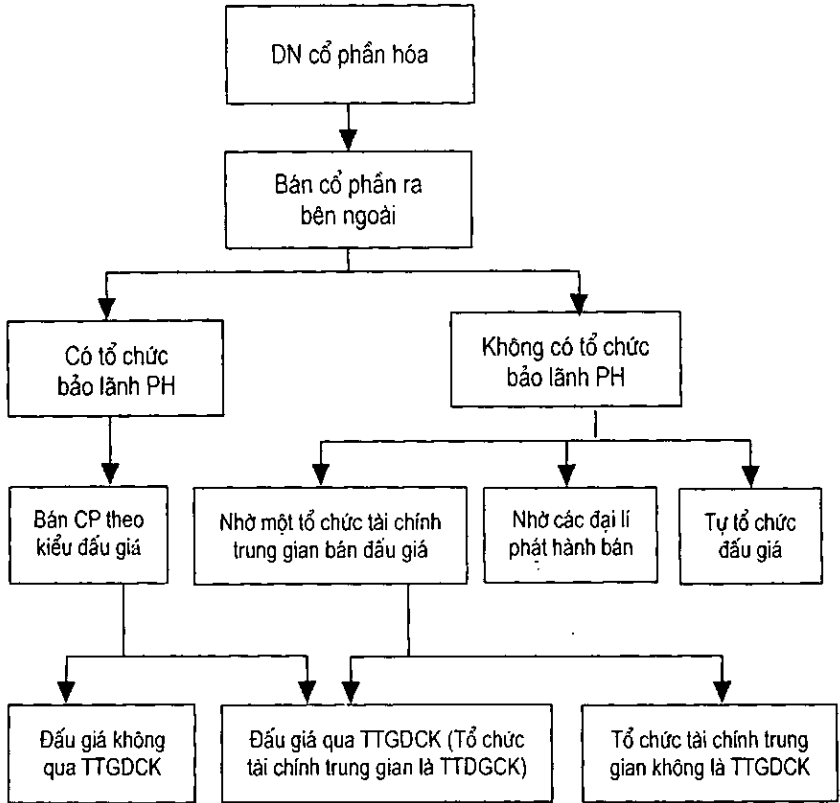 DN cổ phần hóa
Bán cổ phần ra
bên ngoài
Có tổ chức
bảo lãnh PH
Không có tổ chức
bảo lãnh PH
Bán CP theo
kiểu đấu giá
Nhờ một tổ chức tài chính
trung gian bán đấu giá
Nhờ các đại lí
phát hành bán
Tự tổ chức
đấu giá
Đấu giá không
qua TTGDCK
Đấu giá qua TTGDCK (Tổ chức
tài chính trung gian là TTDGCK)
Tổ chức tài chính trung
gian không là TTGDCK